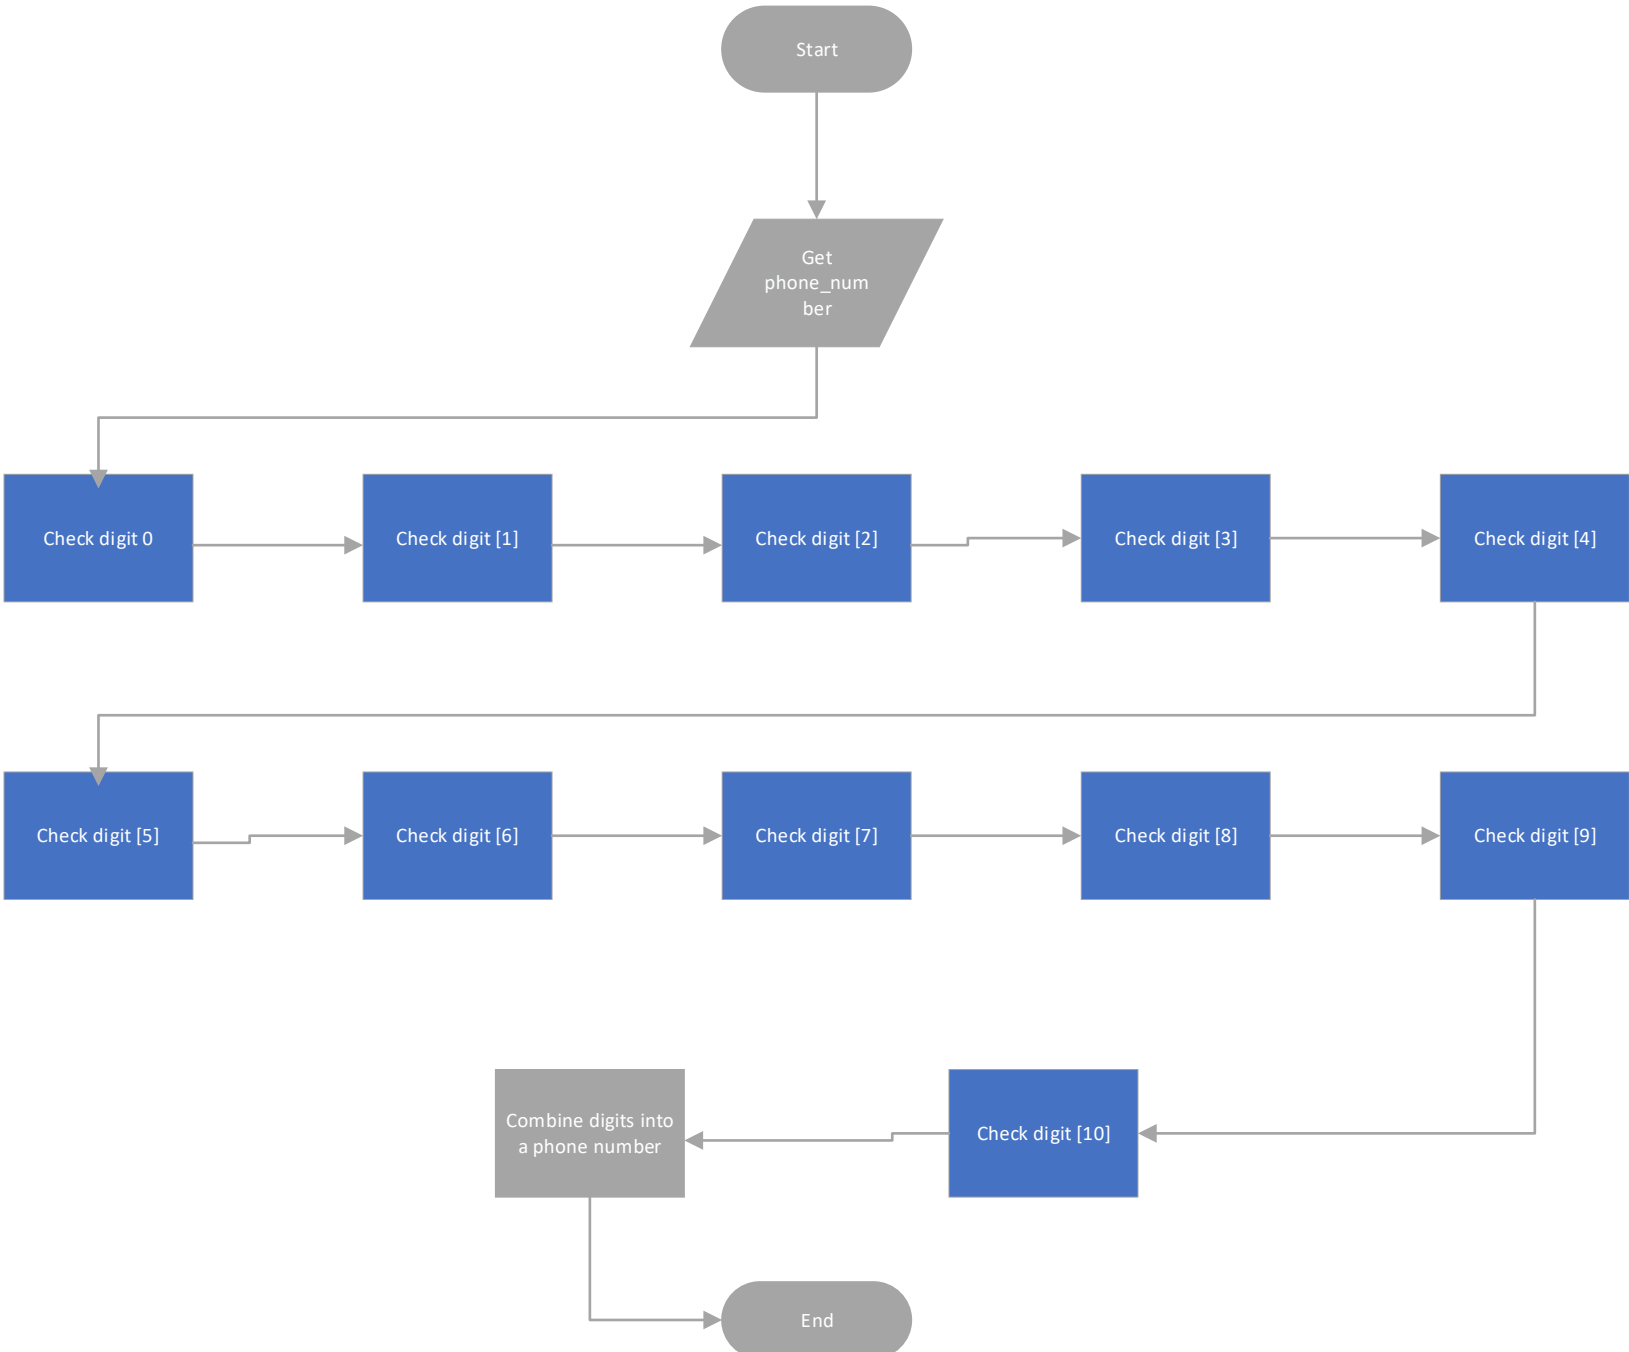 Start
Get
phone_num
ber
Check digit 0
Check digit [1]
Check digit [2]
Check digit [3]
Check digit [4]
Check digit [5]
Check digit [6]
Check digit [7]
Check digit [8]
Check digit [9]
Combine digits into
a phone number
Check digit [10]
End